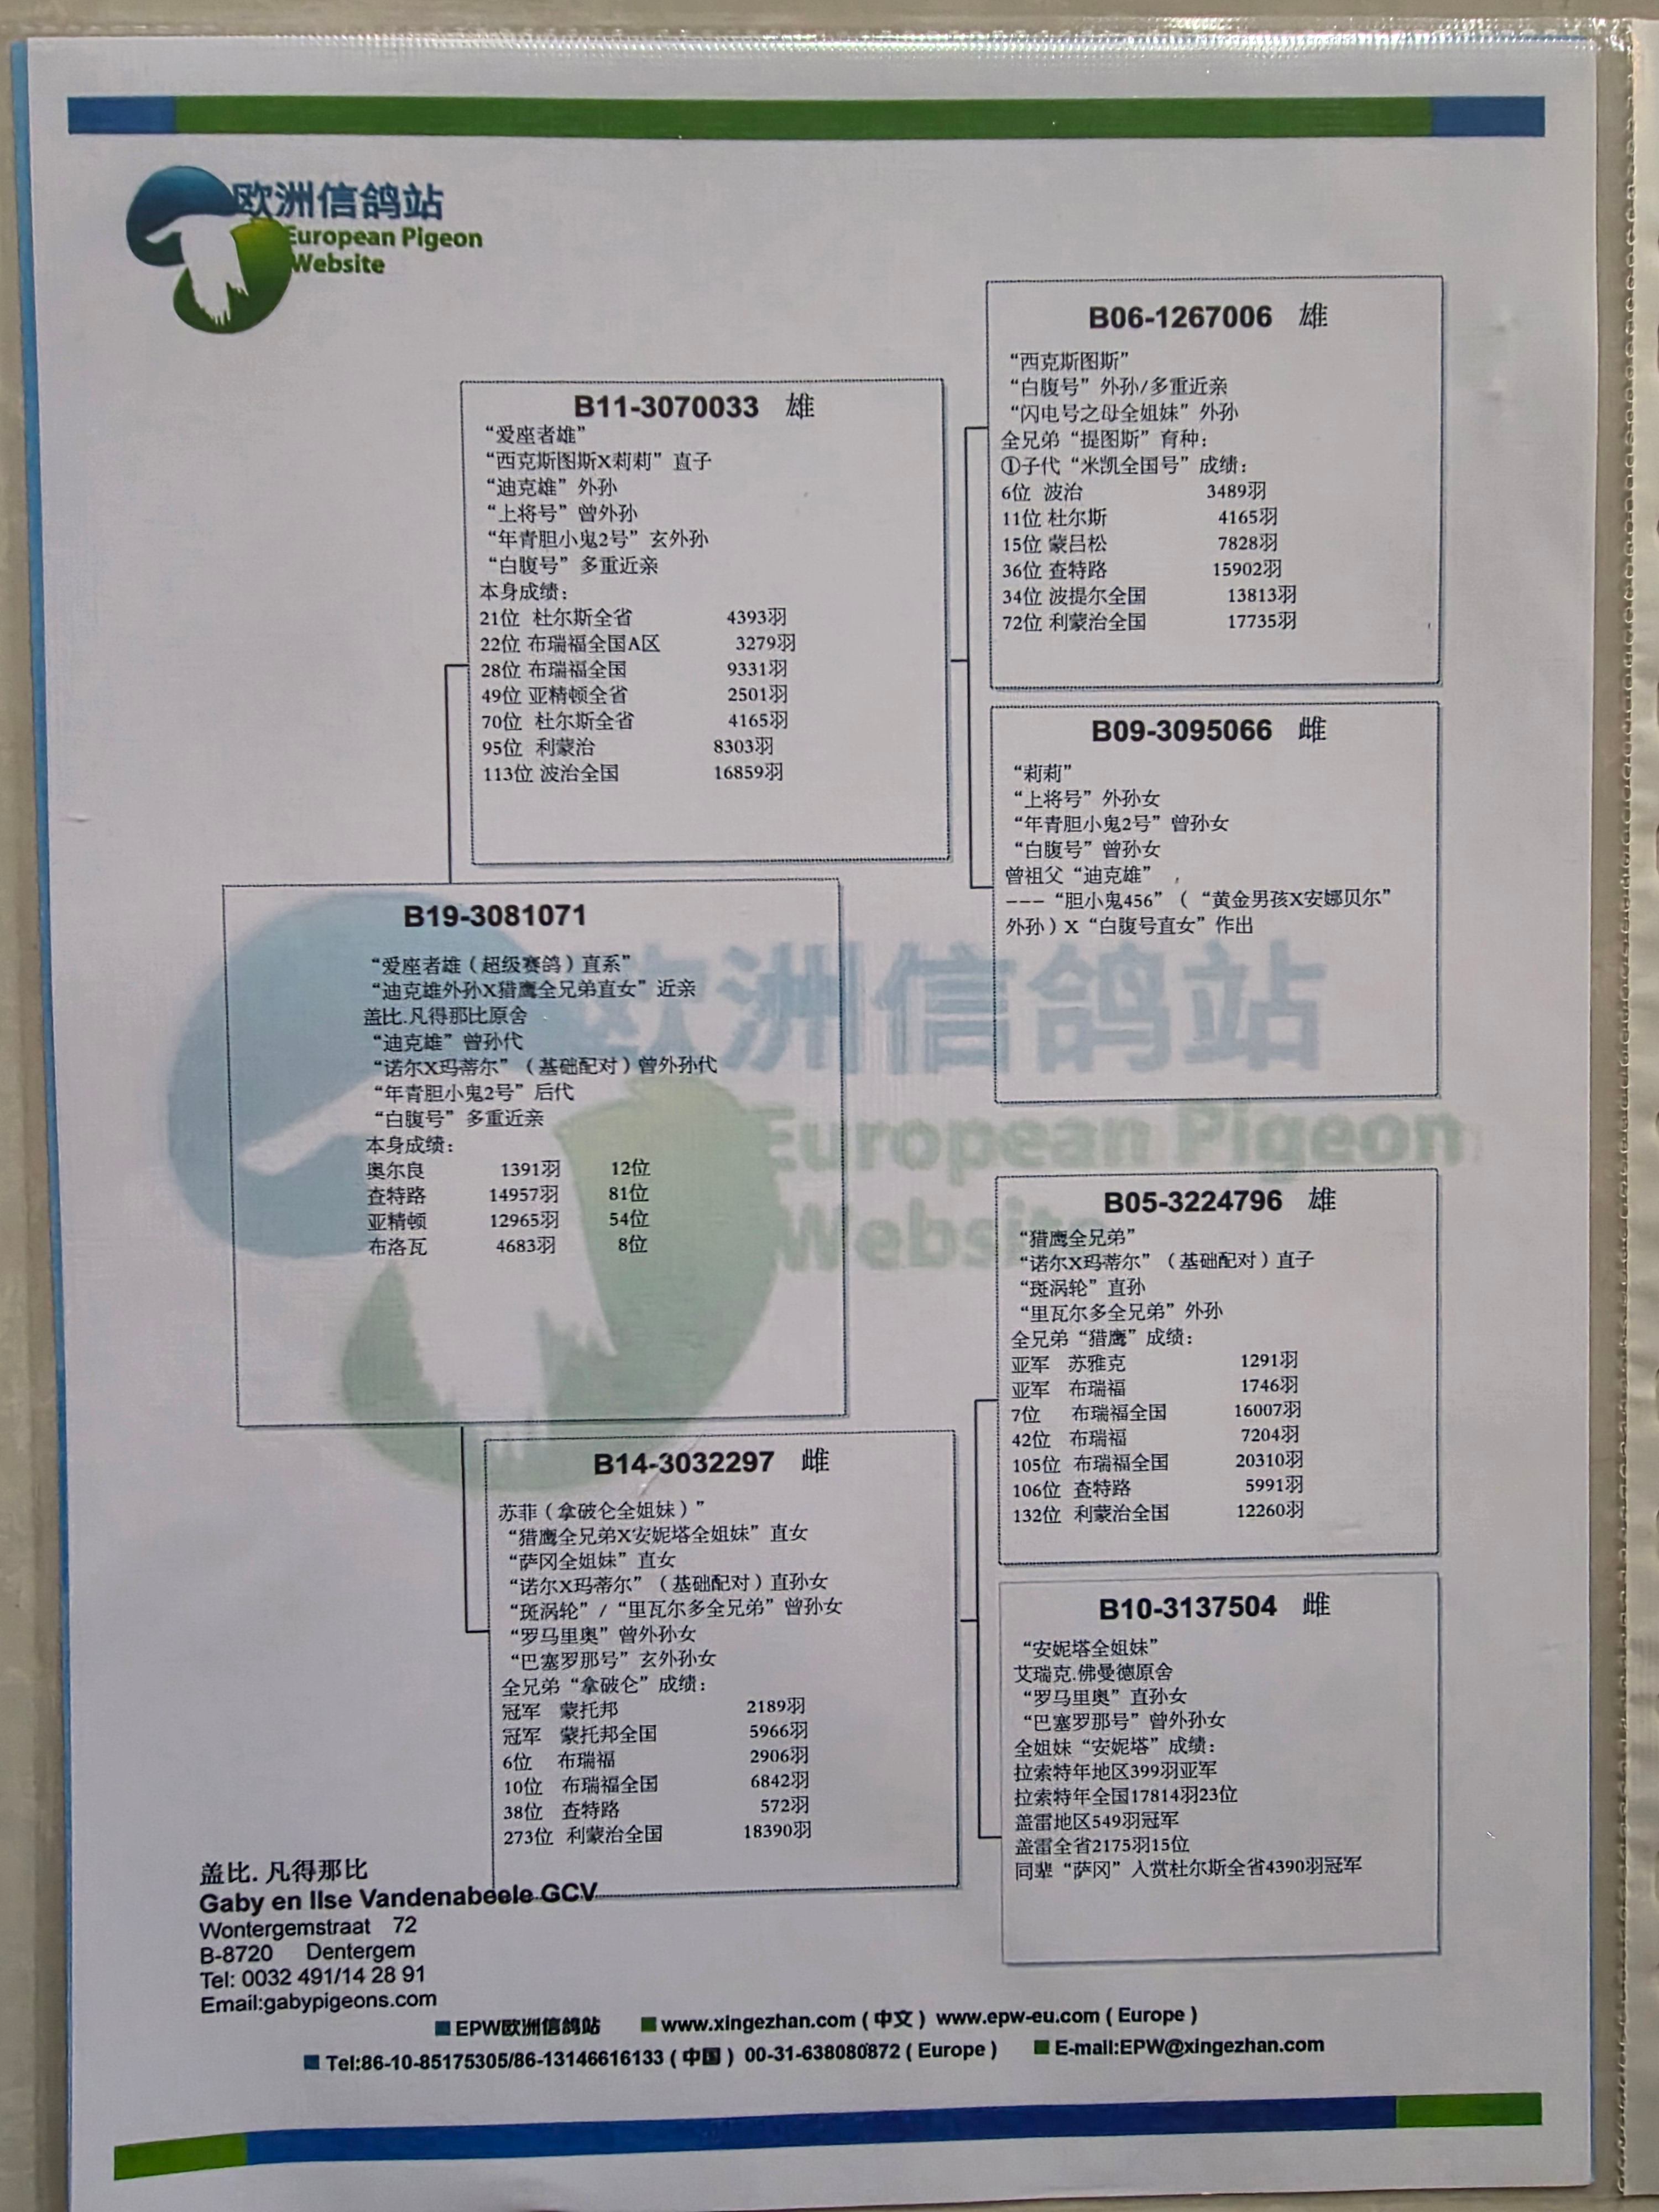 欧洲信鸽站
European Pigeon
Website
B06-1267006 雄
“西克斯图斯”
“白腹号”外孙/多重近亲
“闪电号之母全姐妹”外孙
全兄弟“提图斯”育种：
①子代“米凯全国号”成绩：
6位 波治 3489羽
11位 杜尔斯 4165羽
15位 蒙吕松 7828羽
36位 查特路 15902羽
34位 波提尔全国 13813羽
72位 利蒙治全国 17735羽
B11-3070033 雄
“爱座者雄”
“西克斯图斯X莉莉”直子
“迪克雄”外孙
“上将号”曾外孙
“年青胆小鬼2号”玄外孙
“白腹号”多重近亲
本身成绩：
21位 杜尔斯全省 4393羽
22位 布瑞福全国A区 3279羽
28位 布瑞福全国 9331羽
49位 亚精顿全省 2501羽
70位 杜尔斯全省 4165羽
95位 利蒙治 8303羽
113位 波治全国 16859羽
B09-3095066 雌
“莉莉”
“上将号”外孙女
“年青胆小鬼2号”曾孙女
“白腹号”曾孙女
曾祖父“迪克雄”
---“胆小鬼456”（“黄金男孩X安娜贝尔”
外孙）X“白腹号直女”作出
B19-3081071
“爱座者雄（超级赛鸽）直系”
“迪克雄外孙X猎鹰全兄弟直女”近亲
盖比.凡得那比原舍
“迪克雄”曾孙代
“诺尔X玛蒂尔”（基础配对）曾外孙代
“年青胆小鬼2号”后代
“白腹号”多重近亲
本身成绩：
奥尔良 1391羽 12位
查特路 14957羽 81位
亚精顿 12965羽 54位
布洛瓦 4683羽 8位
欧洲信鸽站
European Pigeon
Website
B05-3224796 雄
“猎鹰全兄弟”
“诺尔X玛蒂尔”（基础配对）直子
“斑涡轮”直孙
“里瓦尔多全兄弟”外孙
全兄弟“猎鹰”成绩：
亚军 苏雅克 1291羽
亚军 布瑞福 1746羽
7位 布瑞福全国 16007羽
42位 布瑞福 7204羽
105位 布瑞福全国 20310羽
106位 查特路 5991羽
132位 利蒙治全国 12260羽
B14-3032297 雌
苏菲（拿破仑全姐妹）”
“猎鹰全兄弟X安妮塔全姐妹”直女
“萨冈全姐妹”直女
“诺尔X玛蒂尔”（基础配对）直孙女
“斑涡轮”/“里瓦尔多全兄弟”曾孙女
“罗马里奥”曾外孙女
“巴塞罗那号”玄外孙女
全兄弟“拿破仑”成绩：
冠军 蒙托邦 2189羽
冠军 蒙托邦全国 5966羽
6位 布瑞福 2906羽
10位 布瑞福全国 6842羽
38位 查特路 572羽
273位 利蒙治全国 18390羽
B10-3137504 雌
“安妮塔全姐妹”
艾瑞克.佛曼德原舍
“罗马里奥”直孙女
“巴塞罗那号”曾外孙女
全姐妹“安妮塔”成绩：
拉索特年地区399羽亚军
拉索特年全国17814羽23位
盖雷地区549羽冠军
盖雷全省2175羽15位
同辈“萨冈”入赏杜尔斯全省4390羽冠军
盖比. 凡得那比
Gaby en Ilse Vandenabeele GCV
Wontergemstraat 72
B-8720 Dentergem
Tel: 0032 491/14 28 91
Email:gabypigeons.com
EPW欧洲信鸽站 www.xingezhan.com（中文）www.epw-eu.com（Europe）
Tel:86-10-85175305/86-13146616133（中国）00-31-638080872（Europe） E-mail:EPW@xingezhan.com